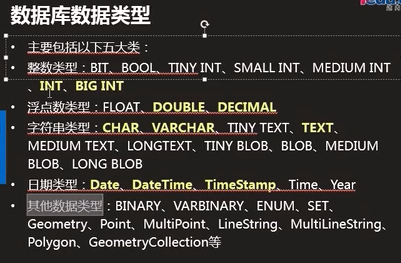 数据库数据类型
• 主要包括以下五大类：
• 整数类型：BIT、BOOL、TINY INT、SMALL INT、MEDIUM INT
、INT、BIG INT
• 浮点数类型：FLOAT、DOUBLE、DECIMAL
• 字符串类型：CHAR、VARCHAR、TINY TEXT、TEXT、
MEDIUM TEXT、LONGTEXT、TINY BLOB、BLOB、MEDIUM
BLOB、LONG BLOB
• 日期类型：Date、DateTime、TimeStamp、Time、Year
• 其他数据类型：BINARY、VARBINARY、ENUM、SET、
Geometry、Point、MultiPoint、LineString、MultiLineString、
Polygon、GeometryCollection等